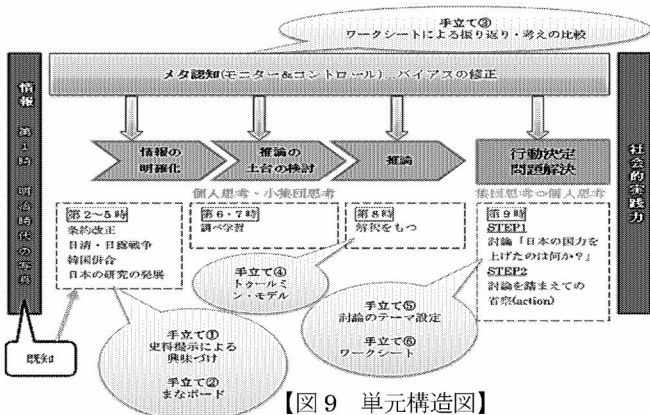 手立て③
ワークシートによる振り返り・考えの比較
メタ認知(モニター&コントロール)…バイアスの修正
情報
第1時 明治時代の写真
情報の
明確化
推論の
土台の検討
推論
行動決定
問題解決
社会的実践力
個人思考・小集団思考
集団思考⇔個人思考
第2~5時
条約改正
日清・日露戦争
韓国併合
日本の研究の発展
第6・7時
調べ学習
第8時
解釈をもつ
第9時
STEP1
討論「日本の国力を
上げたのは何か?」
STEP2
討論を踏まえての
省察(action)
手立て④
トゥールミ
ン・モデル
手立て⑤
討論のテーマ設定
手立て⑥
ワークシート
既知
手立て①
史料提示による
興味づけ
手立て②
まなボード
【図9 単元構造図】